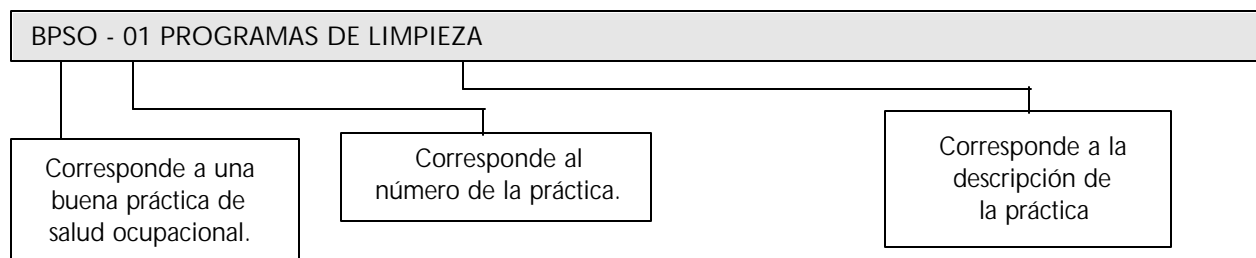 BPSO - 01 PROGRAMAS DE LIMPIEZA
Corresponde a una
buena práctica de
salud ocupacional.
Corresponde al
número de la práctica.
Corresponde a la
descripción de
la práctica